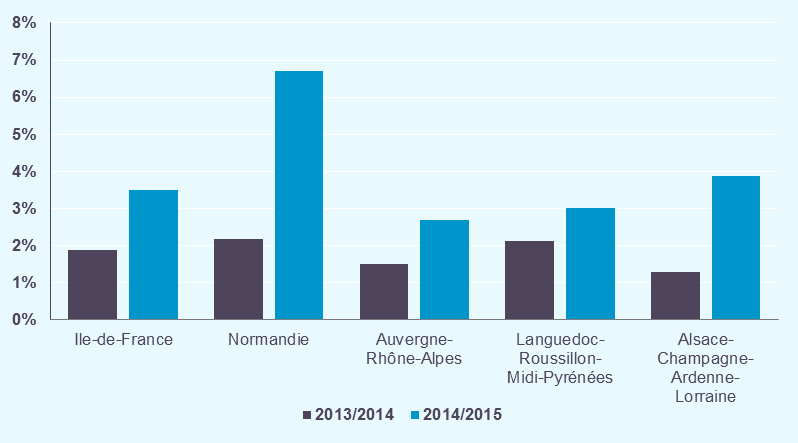 8%
7%
6%
5%
4%
3%
2%
1%
0%
Ile-de-France
Normandie
Auvergne-
Rhône-Alpes
Languedoc-
Roussillon-
Midi-Pyrénées
Alsace-
Champagne-
Ardenne-
Lorraine
2013/2014
2014/2015